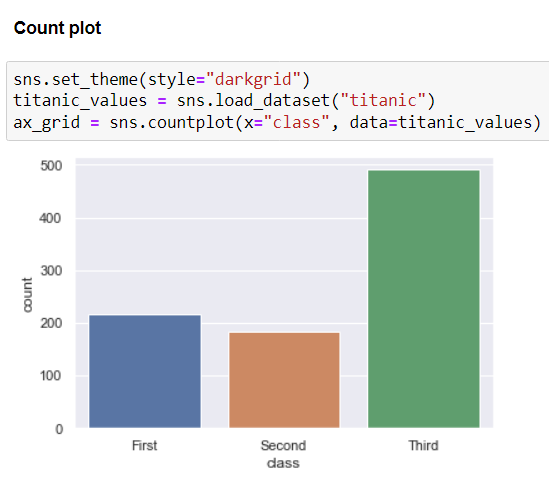 Count plot
sns.set_theme(style="darkgrid")
titanic_values = sns.load_dataset("titanic")
ax_grid = sns.countplot(x="class", data=titanic_values)
500
400
300
200
100
0
count
First Second Third
class